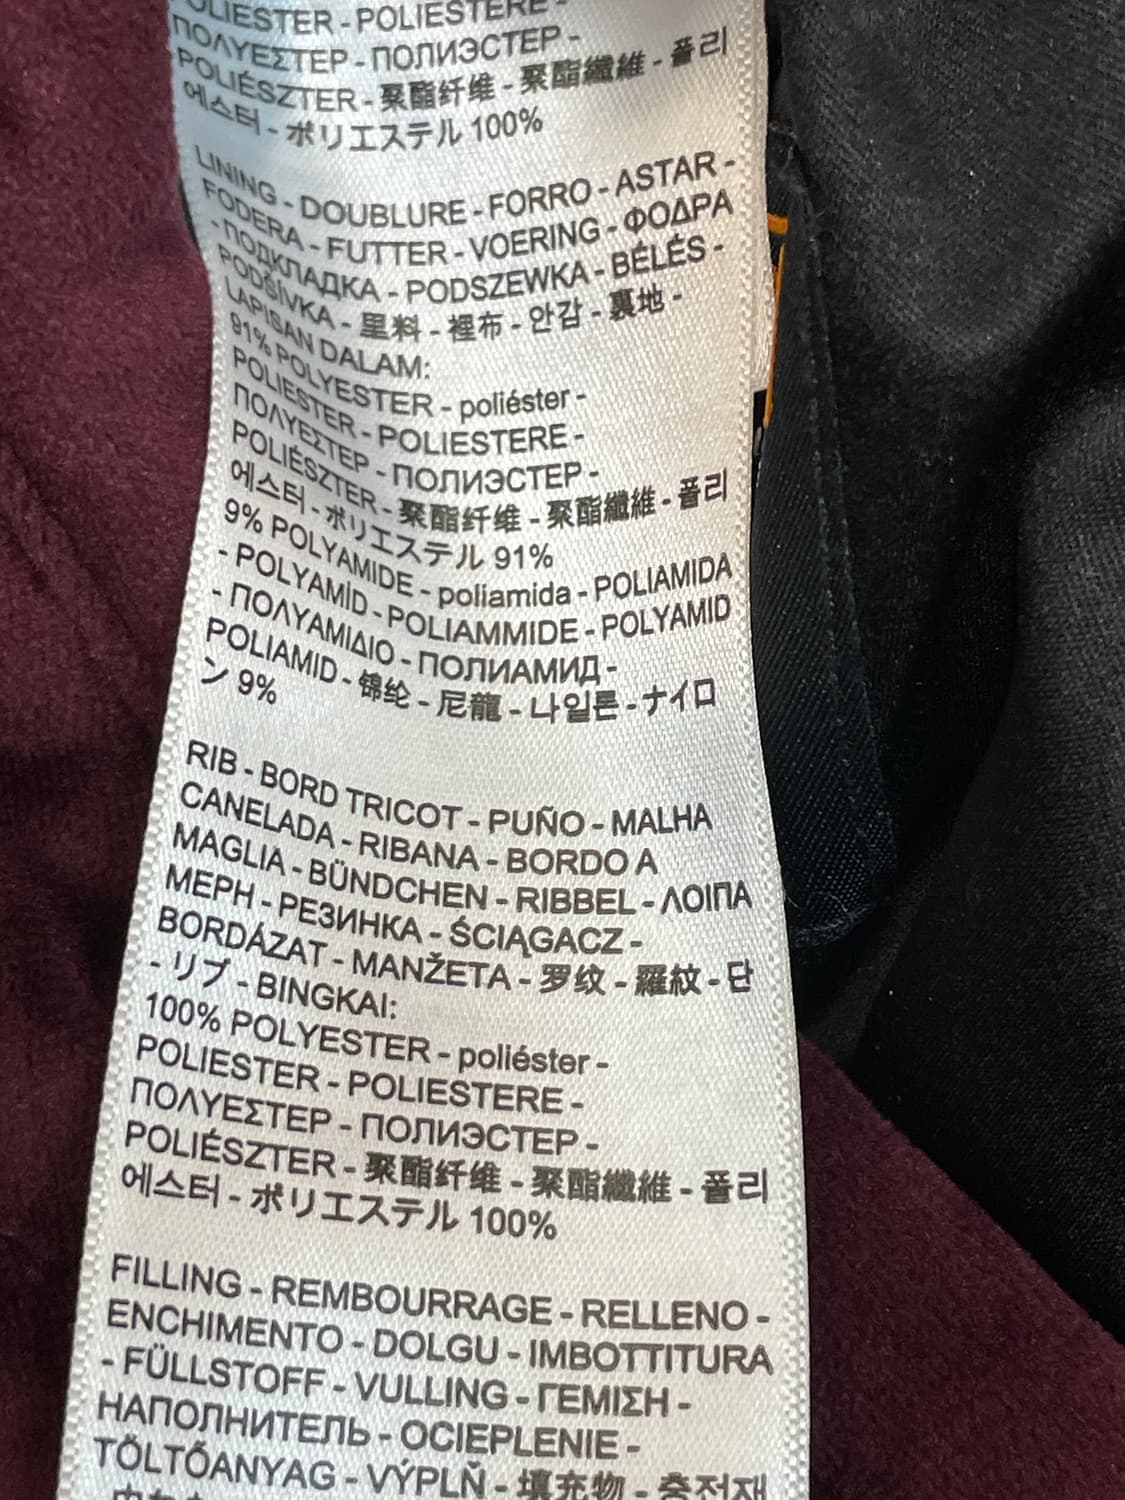 POLIESTER - POLIESTERE -
ΠΟΛΥΕΣΤΕΡ - ПОЛИЭСТЕР -
POLIÉSZTER - 聚酯纤维 - 聚酯纖維 - 폴리
에스터 - ポリエステル 100%
LINING - DOUBLURE - FORRO - ASTAR -
FODERA - FUTTER - VOERING - ΦΟΔΡΑ
- ПОДКЛАДКА - PODSZEWKA - BÉLÉS -
PODŠÍVKA - 里料 - 裡布 - 안감 - 裏地 -
LAPISAN DALAM:
91% POLYESTER - poliéster -
POLIESTER - POLIESTERE -
ΠΟΛΥΕΣΤΕΡ - ПОЛИЭСТЕР -
POLIÉSZTER - 聚酯纤维 - 聚酯纖維 - 폴리
에스터 - ポリエステル 91%
9% POLYAMIDE - poliamida - POLIAMIDA
- POLYAMİD - POLIAMMIDE - POLYAMID
- ΠΟΛΥΑΜΙΔΙΟ - ПОЛИАМИД -
POLIAMID - 锦纶 - 尼龍 - 나일론 - ナイロ
ン 9%
RIB - BORD TRICOT - PUÑO - MALHA
CANELADA - RIBANA - BORDO A
MAGLIA - BÜNDCHEN - RIBBEL - ΛΟΙΠΑ
ΜΕΡΗ - РЕЗИНКА - ŚCIĄGACZ -
BORDÁZAT - MANŽETA - 罗纹 - 羅紋 - 단
- リブ - BINGKAI:
100% POLYESTER - poliéster -
POLIESTER - POLIESTERE -
ΠΟΛΥΕΣΤΕΡ - ПОЛИЭСТЕР -
POLIÉSZTER - 聚酯纤维 - 聚酯纖維 - 폴리
에스터 - ポリエステル 100%
FILLING - REMBOURRAGE - RELLENO -
ENCHIMENTO - DOLGU - IMBOTTITURA
- FÜLLSTOFF - VULLING - ΓΕΜΙΣΗ -
НАПОЛНИТЕЛЬ - OCIEPLENIE -
TÖLTŐANYAG - VÝPLŇ - 填充物 - 충전재